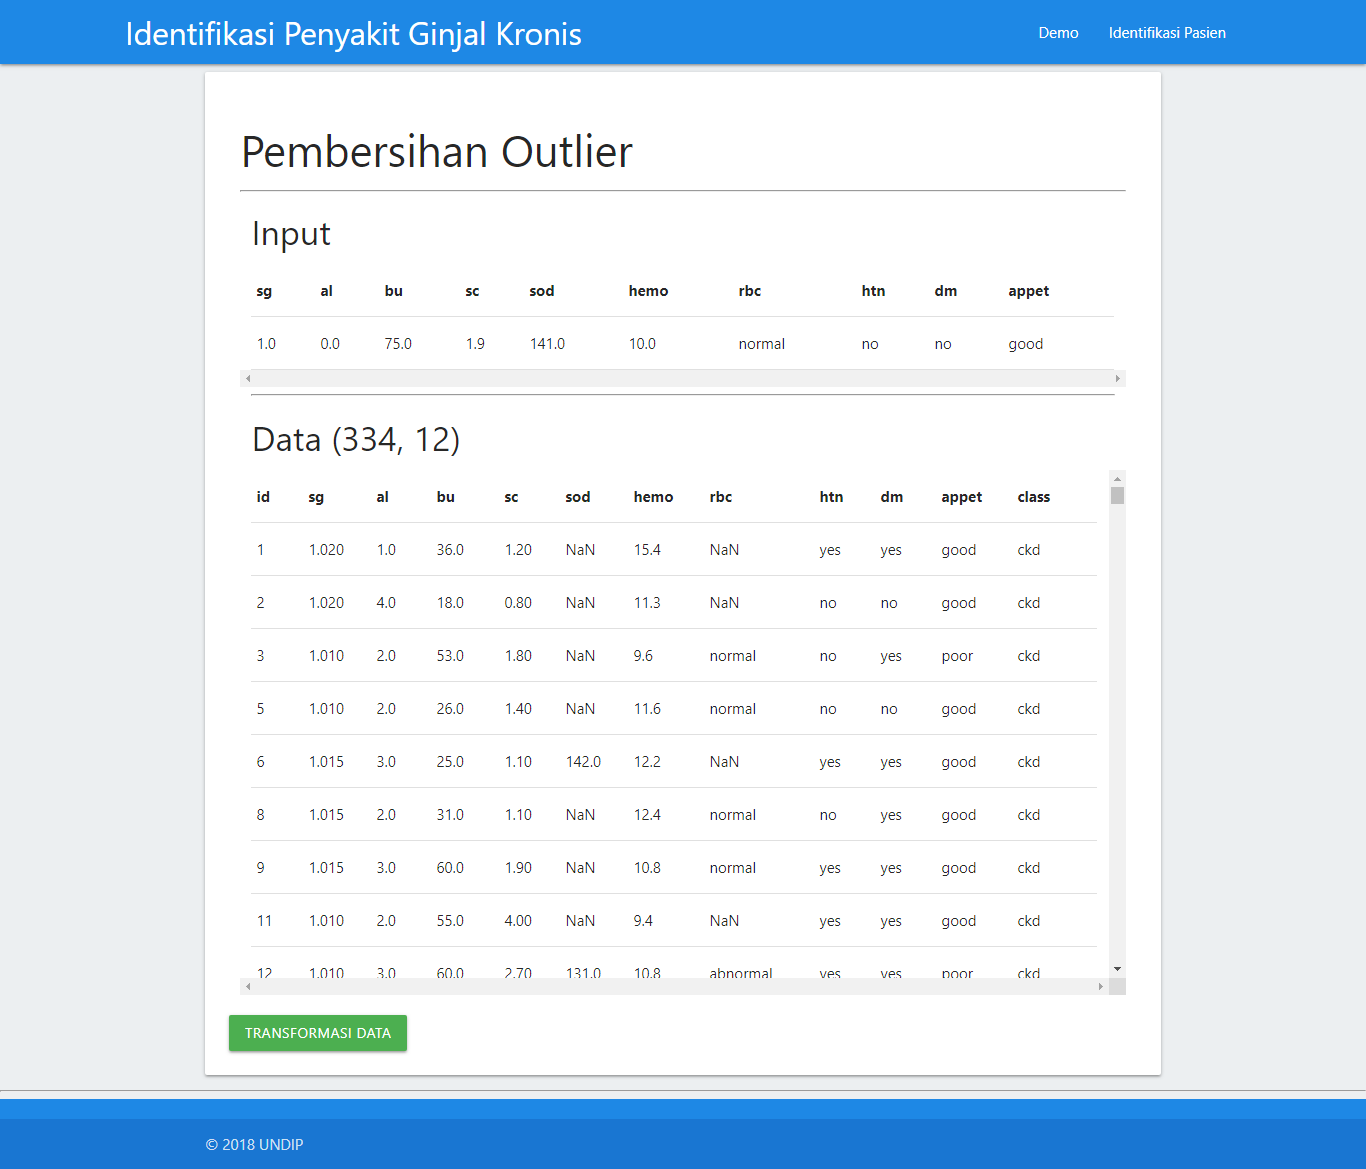 Identifikasi Penyakit Ginjal Kronis Demo Identifikasi Pasien
Pembersihan Outlier
Input
sg al bu sc sod hemo rbc htn dm appet
1.0 0.0 75.0 1.9 141.0 10.0 normal no no good
Data (334, 12)
id sg al bu sc sod hemo rbc htn dm appet class
1 1.020 1.0 36.0 1.20 NaN 15.4 NaN yes yes good ckd
2 1.020 4.0 18.0 0.80 NaN 11.3 NaN no no good ckd
3 1.010 2.0 53.0 1.80 NaN 9.6 normal no yes poor ckd
5 1.010 2.0 26.0 1.40 NaN 11.6 normal no no good ckd
6 1.015 3.0 25.0 1.10 142.0 12.2 NaN yes yes good ckd
8 1.015 2.0 31.0 1.10 NaN 12.4 normal no yes good ckd
9 1.015 3.0 60.0 1.90 NaN 10.8 normal yes yes good ckd
11 1.010 2.0 55.0 4.00 NaN 9.4 NaN yes yes good ckd
12 1.010 3.0 60.0 2.70 131.0 10.8 abnormal yes yes poor ckd
TRANSFORMASI DATA
© 2018 UNDIP